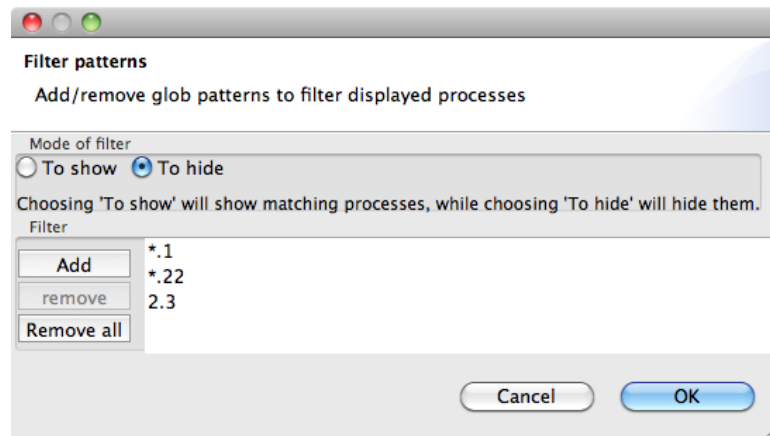 Filter patterns
Add/remove glob patterns to filter displayed processes
Mode of filter
To show To hide
Choosing 'To show' will show matching processes, while choosing 'To hide' will hide them.
Filter
Add
remove
Remove all
*.1
*.22
2.3
Cancel OK